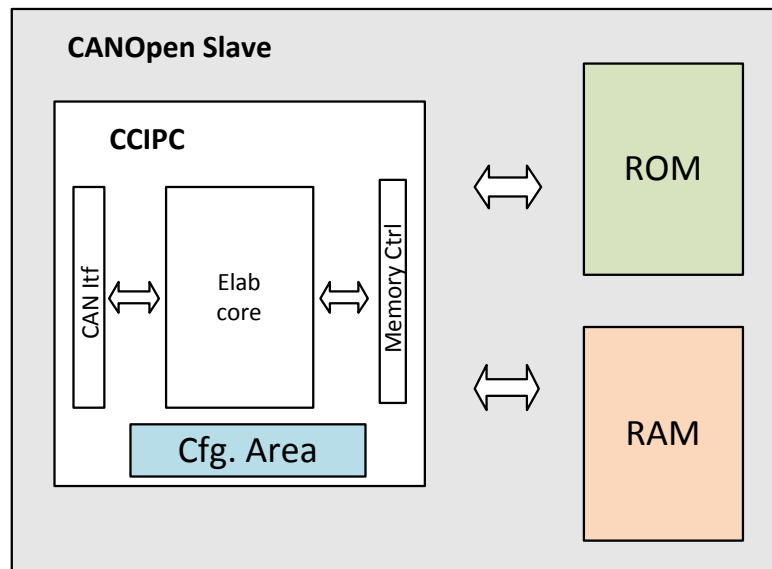 CANOpen Slave
CCIPC
CAN Itf
Elab
core
Memory Ctrl
Cfg. Area
ROM
RAM